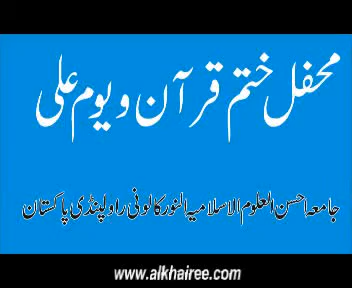 محفل ختم قرآن و یوم علی
جامعہ احسن العلوم الاسلامیہ النور کالونی راولپنڈی پاکستان
www.alkhairee.com